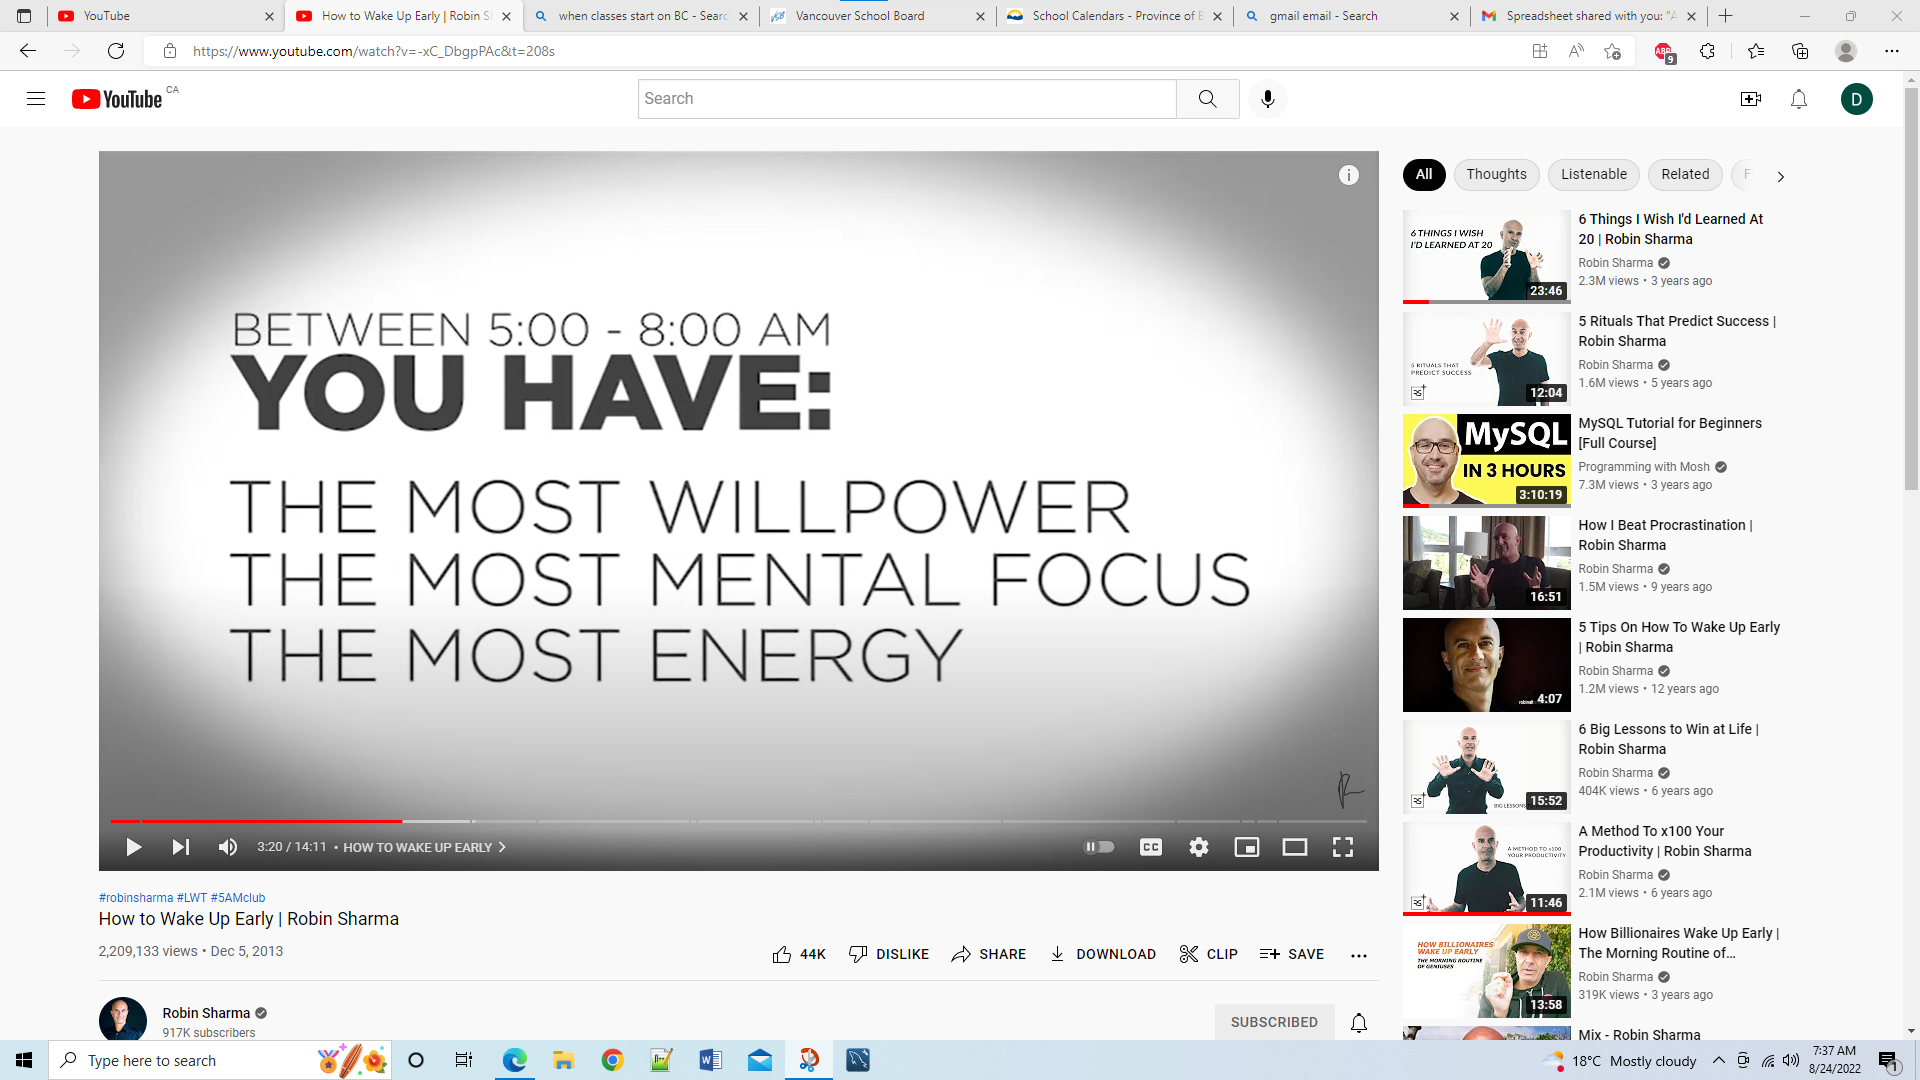 YouTube
How to Wake Up Early | Robin S
when classes start on BC - Searc
Vancouver School Board
School Calendars - Province of B
gmail email - Search
Spreadsheet shared with you: "A
https://www.youtube.com/watch?v=-xC_DbgpPAc&t=208s
ABP
9
YouTube CA
Search
D
BETWEEN 5:00 - 8:00 AM
YOU HAVE:
THE MOST WILLPOWER
THE MOST MENTAL FOCUS
THE MOST ENERGY
3:20 / 14:11 • HOW TO WAKE UP EARLY
CC
#robinsharma #LWT #5AMclub
How to Wake Up Early | Robin Sharma
2,209,133 views • Dec 5, 2013
44K DISLIKE SHARE DOWNLOAD CLIP SAVE
Robin Sharma
917K subscribers
SUBSCRIBED
All Thoughts Listenable Related F
6 THINGS I WISH
I'D LEARNED AT 20
23:46
6 Things I Wish I'd Learned At
20 | Robin Sharma
Robin Sharma
2.3M views • 3 years ago
5 RITUALS THAT
PREDICT SUCCESS
RS
12:04
5 Rituals That Predict Success |
Robin Sharma
Robin Sharma
1.6M views • 5 years ago
MySQL
IN 3 HOURS
3:10:19
MySQL Tutorial for Beginners
[Full Course]
Programming with Mosh
7.3M views • 3 years ago
16:51
How I Beat Procrastination |
Robin Sharma
Robin Sharma
1.5M views • 9 years ago
4:07
5 Tips On How To Wake Up Early
| Robin Sharma
Robin Sharma
1.2M views • 12 years ago
RS
BIG LESSONS
15:52
6 Big Lessons to Win at Life |
Robin Sharma
Robin Sharma
404K views • 6 years ago
A METHOD TO x100
YOUR PRODUCTIVITY
RS
11:46
A Method To x100 Your
Productivity | Robin Sharma
Robin Sharma
2.1M views • 6 years ago
HOW BILLIONAIRES
WAKE UP EARLY
THE MORNING ROUTINE
OF GENIUSES
13:58
How Billionaires Wake Up Early |
The Morning Routine of...
Robin Sharma
319K views • 3 years ago
Mix - Robin Sharma
Type here to search
18°C Mostly cloudy
7:37 AM
8/24/2022
1